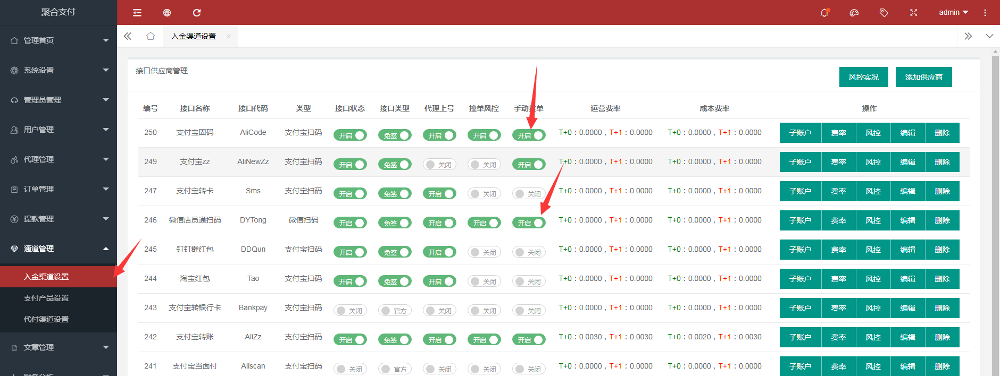 聚合支付
admin
管理首页
系统设置
管理员管理
用户管理
代理管理
订单管理
提款管理
通道管理
入金渠道设置
支付产品设置
代付渠道设置
文章管理
入金渠道设置
接口供应商管理
风控实况 添加供应商
编号 接口名称 接口代码 类型 接口状态 接口类型 代理上号 撞单风控 手动接单 运营费率 成本费率 操作
250 支付宝固码 AliCode 支付宝扫码 开启 免签 开启 开启 开启 T+0：0.0000，T+1：0.0000 T+0：0.0000，T+1：0.0000 子账户 费率 风控 编辑 删除
249 支付宝zz AliNewZz 支付宝扫码 开启 免签 关闭 关闭 开启 T+0：0.0000，T+1：0.0000 T+0：0.0000，T+1：0.0000 子账户 费率 风控 编辑 删除
247 支付宝转卡 Sms 支付宝扫码 开启 免签 开启 关闭 关闭 T+0：0.0000，T+1：0.0000 T+0：0.0000，T+1：0.0000 子账户 费率 风控 编辑 删除
246 微信店员通扫码 DYTong 微信扫码 开启 免签 开启 开启 开启 T+0：0.0000，T+1：0.0000 T+0：0.0000，T+1：0.0000 子账户 费率 风控 编辑 删除
245 钉钉群红包 DDQun 支付宝扫码 开启 免签 开启 关闭 关闭 T+0：0.0000，T+1：0.0000 T+0：0.0000，T+1：0.0000 子账户 费率 风控 编辑 删除
244 淘宝红包 Tao 支付宝扫码 开启 免签 开启 关闭 关闭 T+0：0.0000，T+1：0.0000 T+0：0.0000，T+1：0.0000 子账户 费率 风控 编辑 删除
243 支付宝转银行卡 Bankpay 支付宝扫码 关闭 官方 关闭 关闭 关闭 T+0：0.0000，T+1：0.0000 T+0：0.0000，T+1：0.0000 子账户 费率 风控 编辑 删除
242 支付宝转账 AliZz 支付宝扫码 开启 免签 开启 开启 开启 T+0：0.0030，T+1：0.0030 T+0：0.0020，T+1：0.0030 子账户 费率 风控 编辑 删除
241 支付宝当面付 Aliscan 支付宝扫码 关闭 官方 关闭 关闭 关闭 T+0：0.0000，T+1：0.0000 T+0：0.0000，T+1：0.0000 子账户 费率 风控 编辑 删除